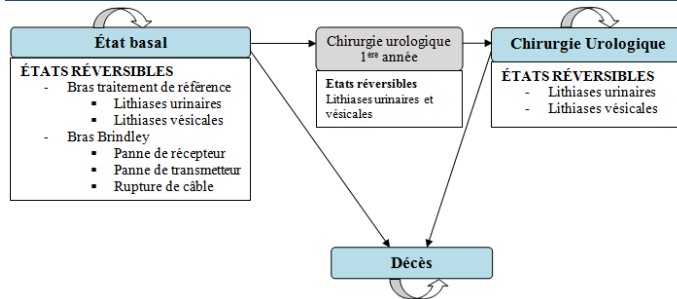 État basal
ÉTATS RÉVERSIBLES
- Bras traitement de référence
▪ Lithiases urinaires
▪ Lithiases vésicales
- Bras Brindley
▪ Panne de récepteur
▪ Panne de transmetteur
▪ Rupture de câble
Chirurgie urologique
1ere année
Etats réversibles
Lithiases urinaires et
vésicales
Chirurgie Urologique
ÉTATS RÉVERSIBLES
- Lithiases urinaires
- Lithiases vésicales
Décès